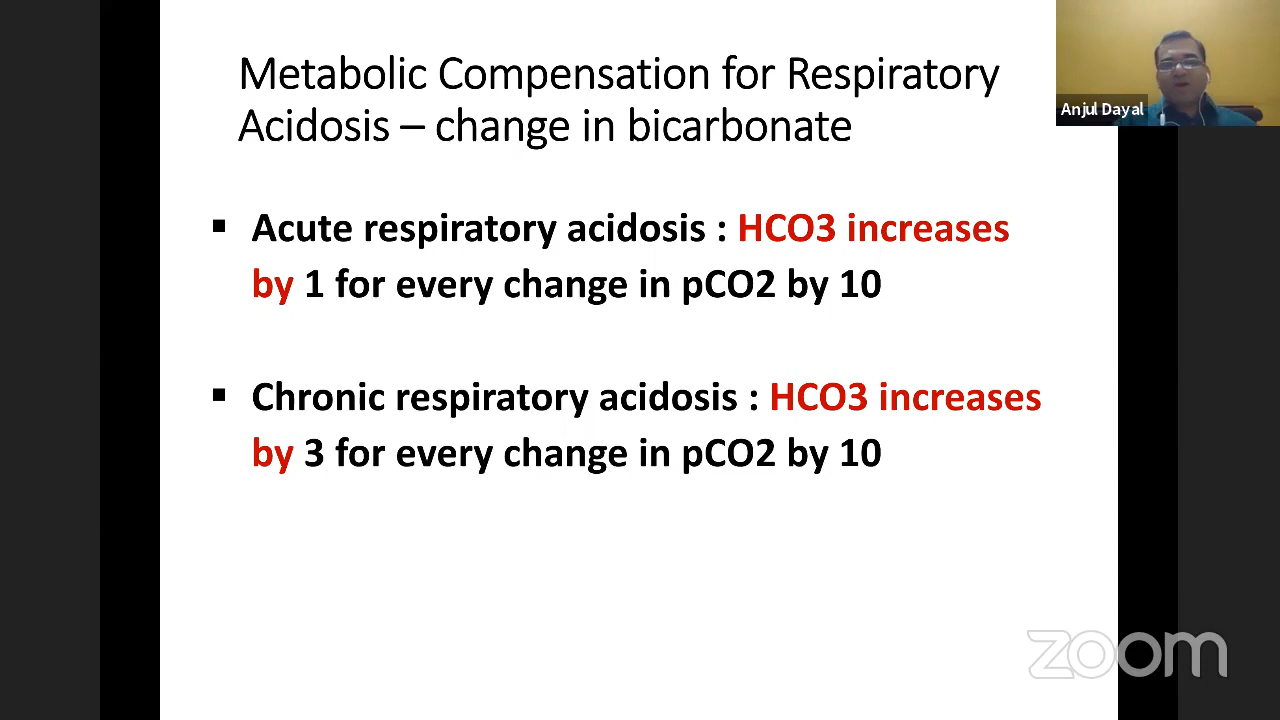 Metabolic Compensation for Respiratory
Acidosis – change in bicarbonate
Anjul Dayal
▪ Acute respiratory acidosis : HCO3 increases
by 1 for every change in pCO2 by 10
▪ Chronic respiratory acidosis : HCO3 increases
by 3 for every change in pCO2 by 10
zoom